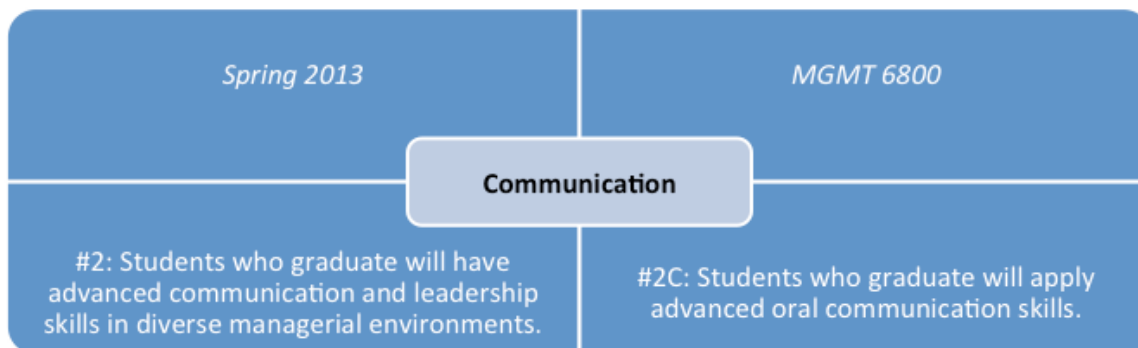 Spring 2013
MGMT 6800
Communication
#2: Students who graduate will have
advanced communication and leadership
skills in diverse managerial environments.
#2C: Students who graduate will apply
advanced oral communication skills.